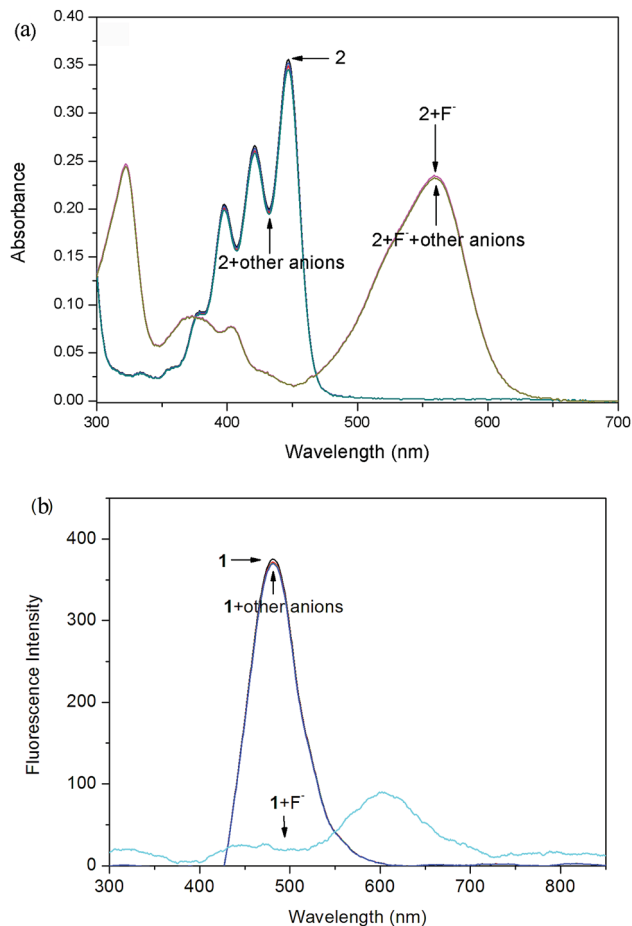 (a)
0.40
0.35
0.30
0.25
0.20
0.15
0.10
0.05
0.00
Absorbance
2
2+F⁻
2+other anions
2+F⁻+other anions
300
400
500
600
700
Wavelength (nm)
(b)
400
300
200
100
0
Fluorescence Intensity
1
1+other anions
1+F⁻
300
400
500
600
700
800
Wavelength (nm)